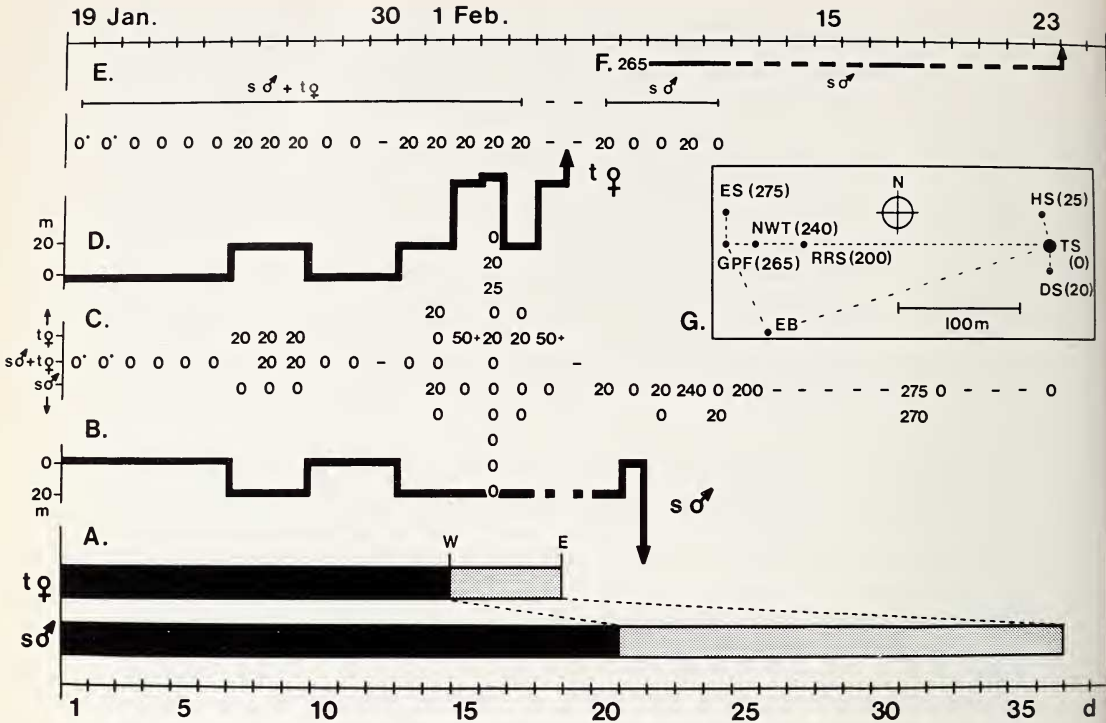 19 Jan. 30 1 Feb. 15 23
E. F. 265
s♂ + t♀ - - s♂ s♂
0* 0* 0 0 0 0 20 20 20 0 0 - 20 20 20 20 20 - - 20 0 0 20 0
t♀
ES (275) N HS (25)
NWT (240) TS
GPF (265) RRS (200) (0)
DS (20)
G. EB 100m
m
20 D. 0
0 20
25
C. 20 0 0
t♀ 20 20 20 0 50+ 20 20 50+
s♂+t♀ 0* 0* 0 0 0 0 20 20 0 0 - 0 0 0 -
s♂ 0 0 0 20 0 0 0 0 20 0 20 240 0 200 - - - - - 275 0 - - - 0
0 0 0 0 0 20 270
B. 0
0 0
20 0
m s♂
A. W E
t♀
s♂
1 5 10 15 20 25 30 35 d